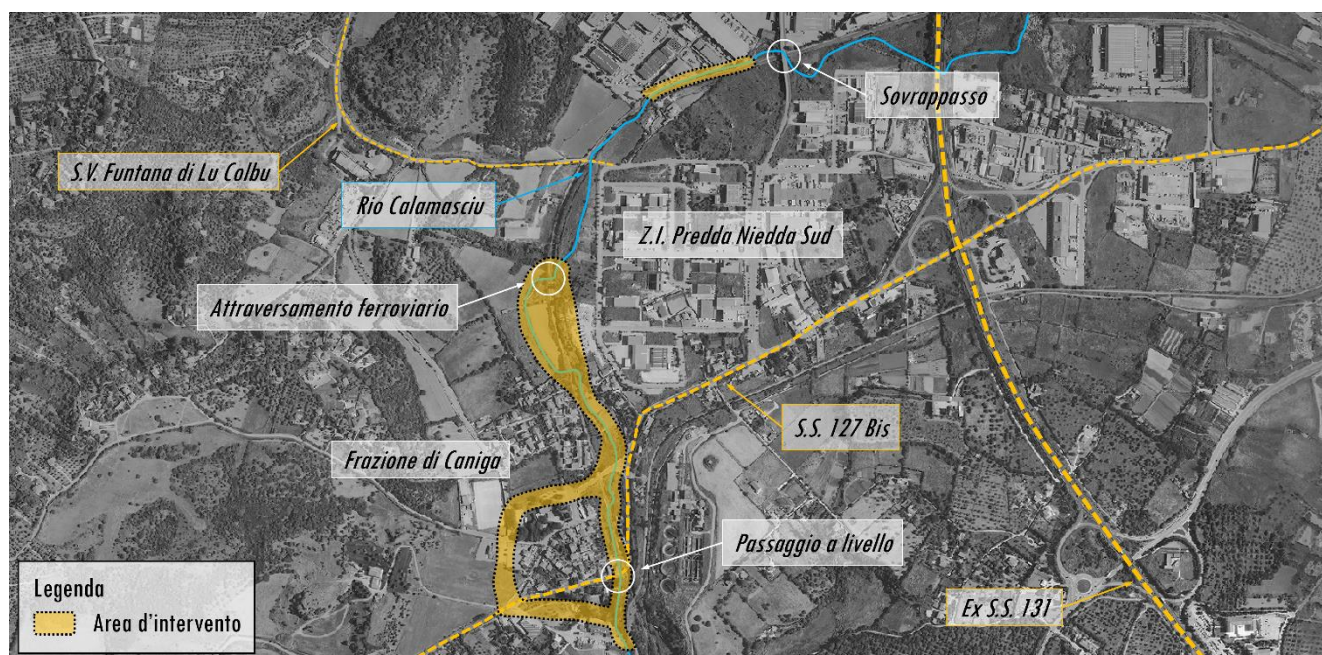 Sovrappasso
S.V. Funtana di Lu Colbu
Rio Calamasciu
Z.I. Predda Niedda Sud
Attraversamento ferroviario
S.S. 127 Bis
Frazione di Caniga
Passaggio a livello
Legenda
Area d'intervento
Ex S.S. 131